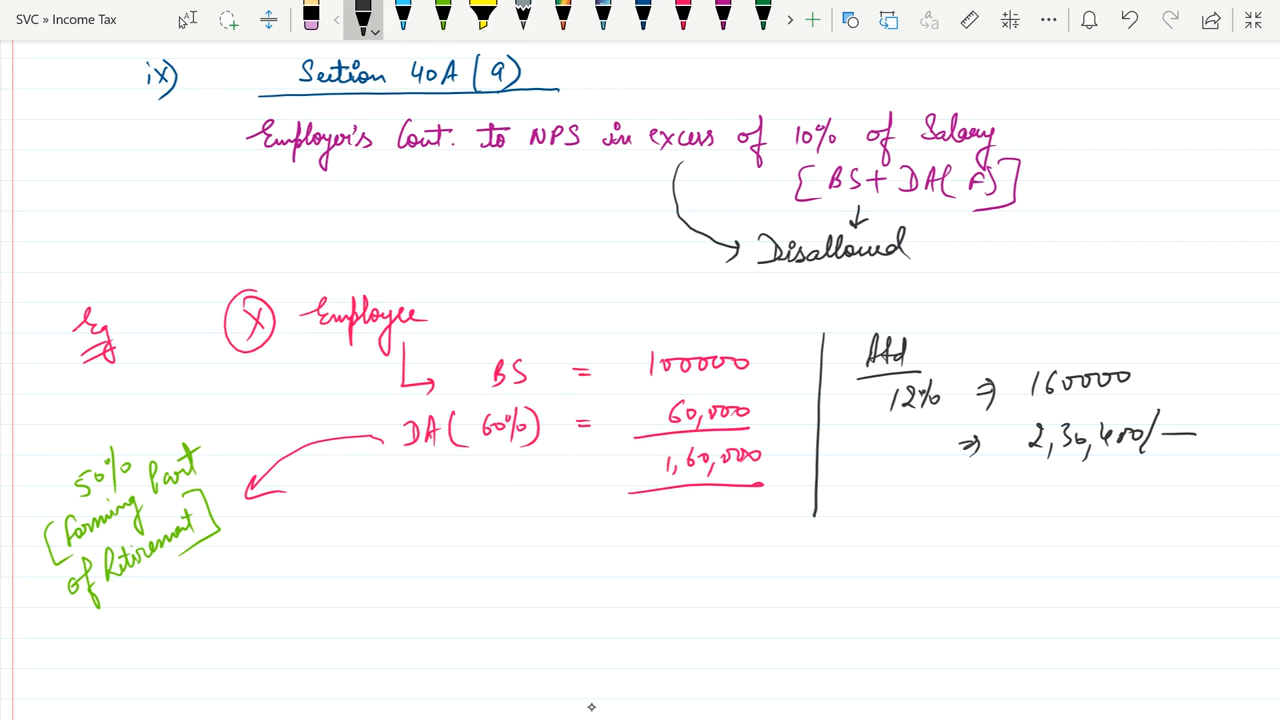 SVC » Income Tax
ix) Section 40A (9)
Employer's Cont. to NPS in excess of 10% of Salary
[BS + DA(F)]
Disallowed
Eg
X Employee
BS = 100000
DA (60%) = 60,000
1,60,000
50%
Forming Part
of Retirement
12% ⇒ 160000
⇒ 2,30,400/—